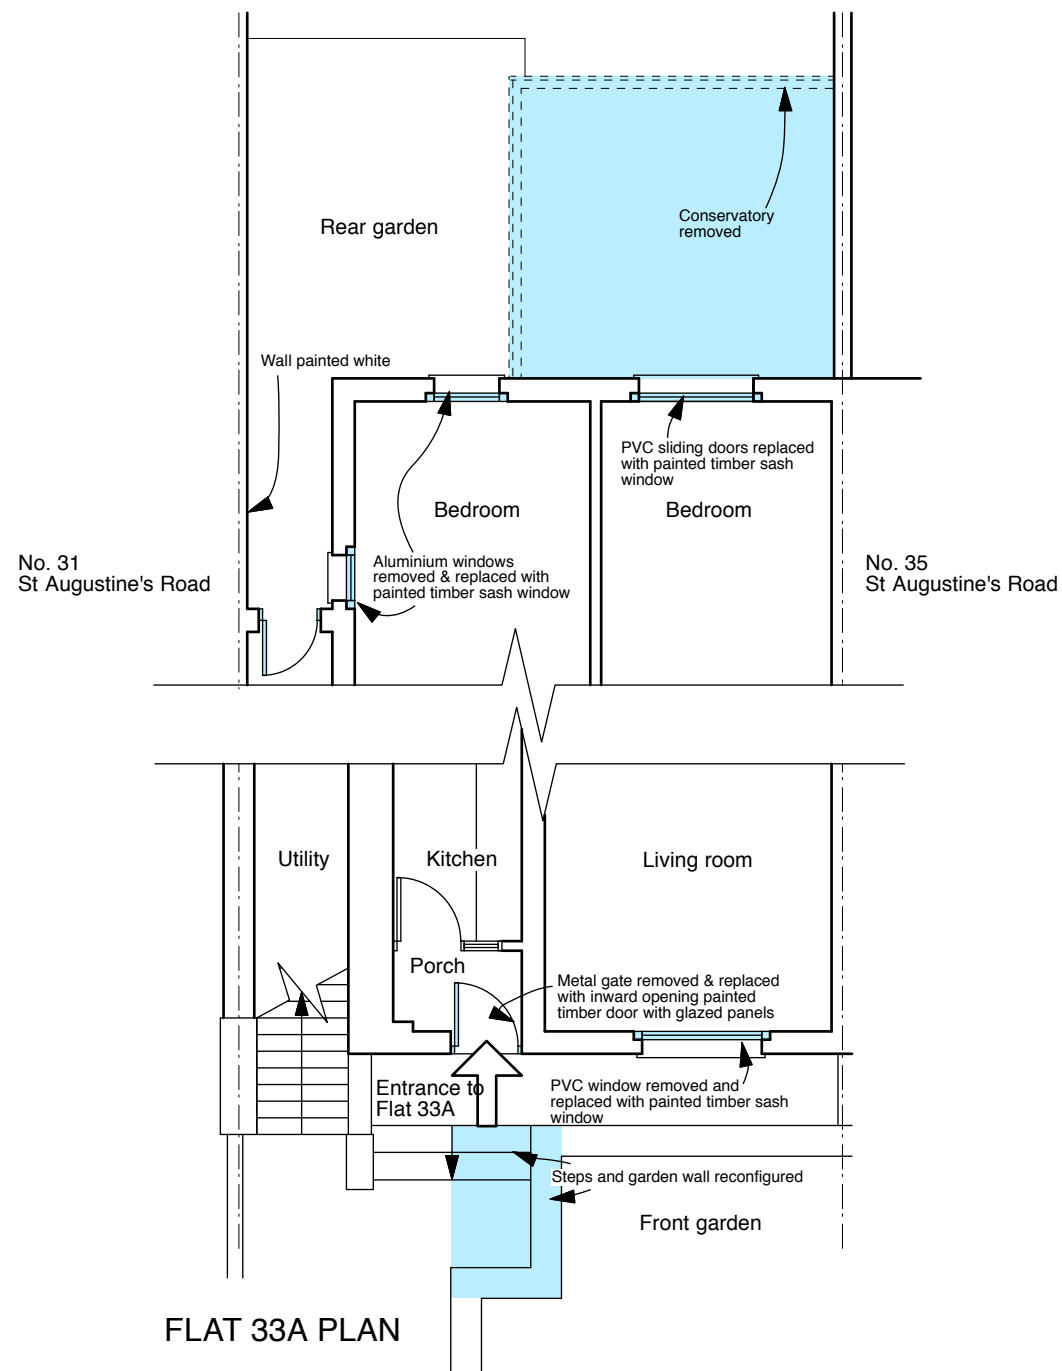 Rear garden
Conservatory
removed
Wall painted white
PVC sliding doors replaced
with painted timber sash
window
Bedroom
Bedroom
No. 31
St Augustine's Road
Aluminium windows
removed & replaced with
painted timber sash window
No. 35
St Augustine's Road
Utility
Kitchen
Living room
Porch
Metal gate removed & replaced
with inward opening painted
timber door with glazed panels
Entrance to
Flat 33A
PVC window removed and
replaced with painted timber sash
window
Steps and garden wall reconfigured
Front garden
FLAT 33A PLAN